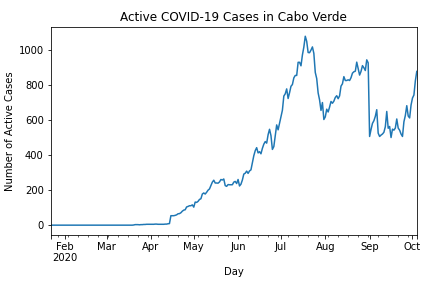 Active COVID-19 Cases in Cabo Verde
Number of Active Cases
1000
800
600
400
200
0
Feb Mar Apr May Jun Jul Aug Sep Oct
2020
Day